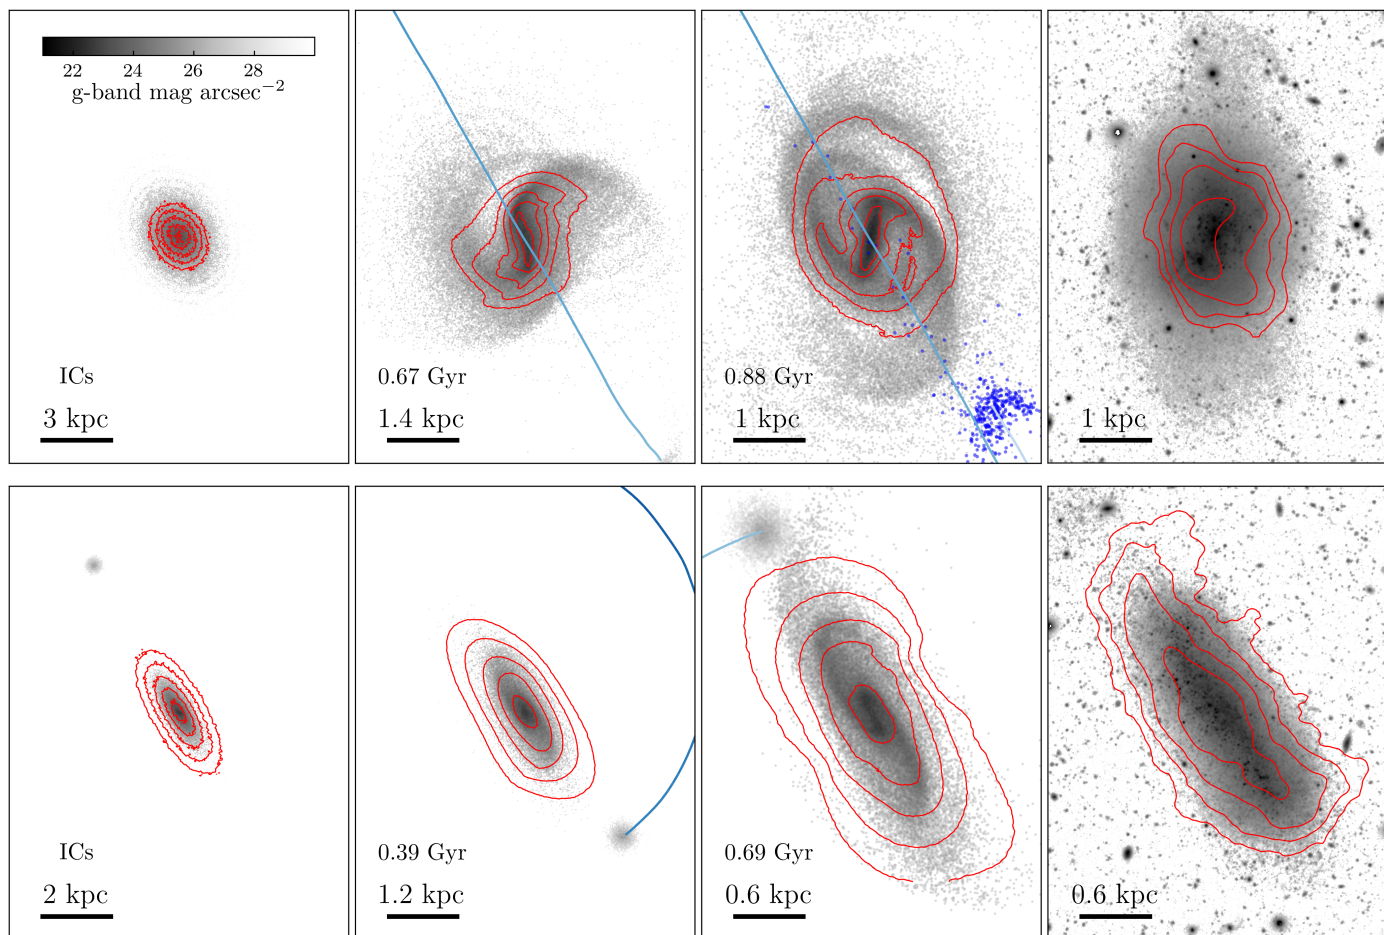 22 24 26 28
g-band mag arcsec⁻²
ICs
3 kpc
0.67 Gyr
1.4 kpc
0.88 Gyr
1 kpc
1 kpc
ICs
2 kpc
0.39 Gyr
1.2 kpc
0.69 Gyr
0.6 kpc
0.6 kpc